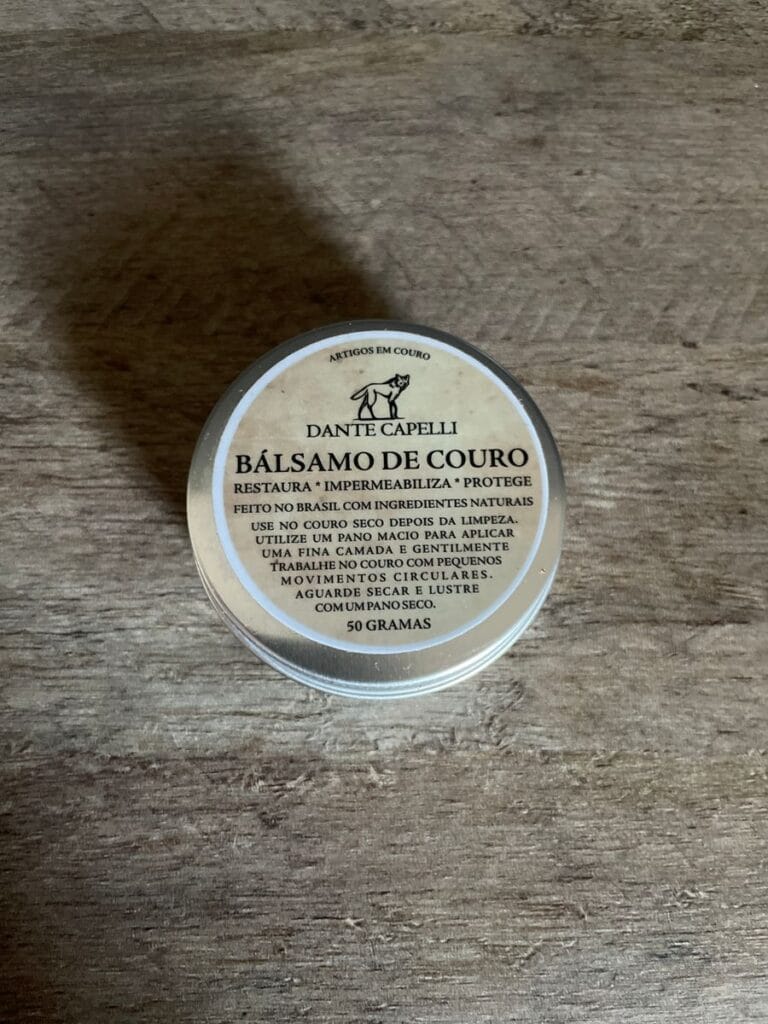 ARTIGOS EM COURO
DANTE CAPELLI
BÁLSAMO DE COURO
RESTAURA * IMPERMEABILIZA * PROTEGE
FEITO NO BRASIL COM INGREDIENTES NATURAIS
USE NO COURO SECO DEPOIS DA LIMPEZA.
UTILIZE UM PANO MACIO PARA APLICAR
UMA FINA CAMADA E GENTILMENTE
TRABALHE NO COURO COM PEQUENOS
MOVIMENTOS CIRCULARES.
AGUARDE SECAR E LUSTRE
COM UM PANO SECO.
50 GRAMAS